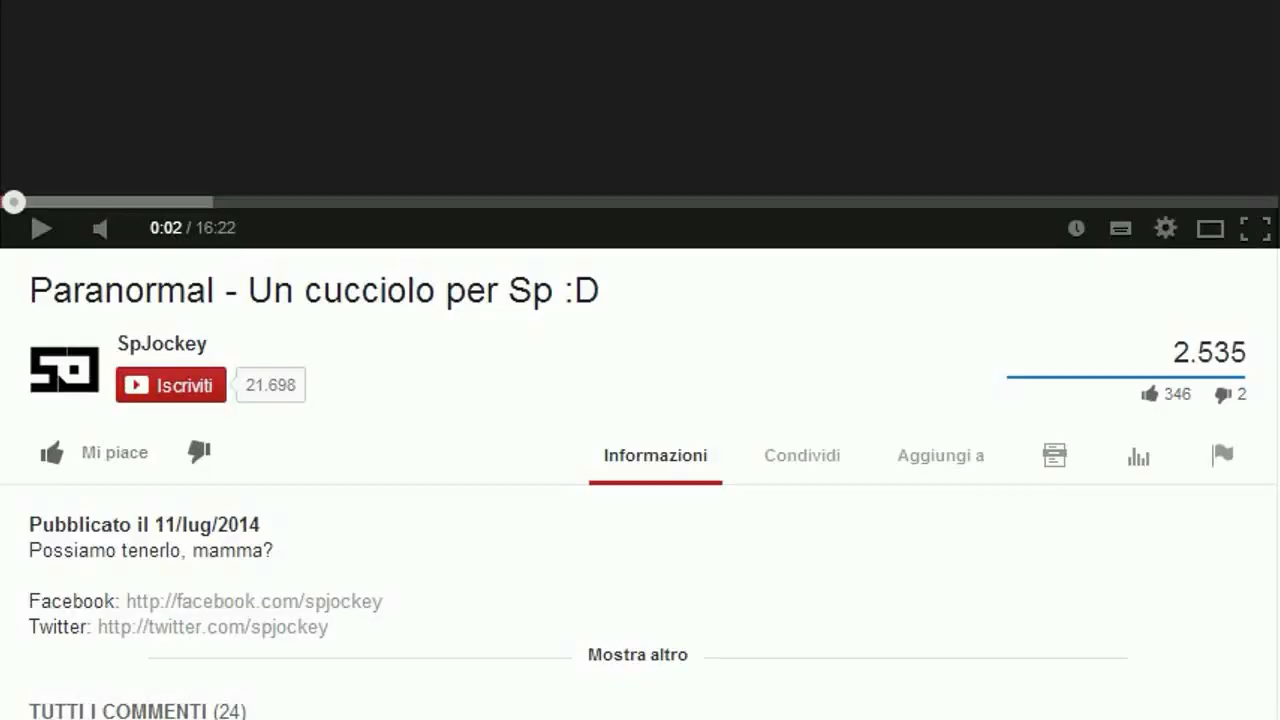 0:02 / 16:22
Paranormal - Un cucciolo per Sp :D
SpJockey
Iscriviti 21.698
2.535
346 2
Mi piace
Informazioni Condividi Aggiungi a
Pubblicato il 11/lug/2014
Possiamo tenerlo, mamma?
Facebook: http://facebook.com/spjockey
Twitter: http://twitter.com/spjockey
Mostra altro
TUTTI I COMMENTI (24)